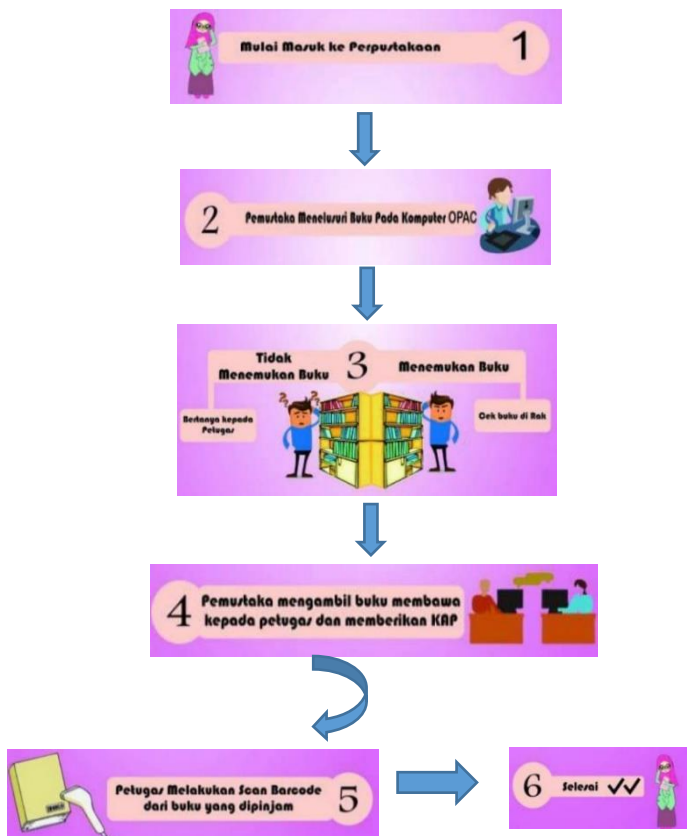 Mulai Masuk ke Perpustakaan
1
2
Pemustaka Menelusuri Buku Pada Komputer OPAC
Tidak
Menemukan Buku
3
Menemukan Buku
Bertanya kepada
Petugas
Cek buku di Rak
4
Pemustaka mengambil buku membawa
kepada petugas dan memberikan KAP
Petugas Melakukan Scan Barcode
dari buku yang dipinjam
5
6
Selesai